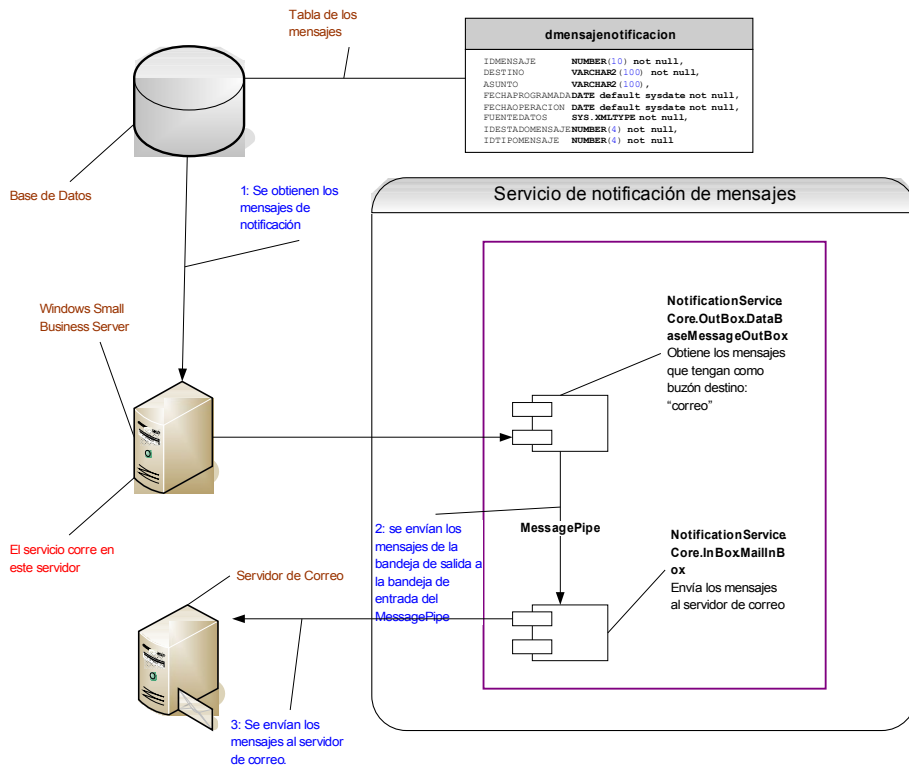 Tabla de los
mensajes
dmensajenotificacion
IDMENSAJE NUMBER(10) not null,
DESTINO VARCHAR2(100) not null,
ASUNTO VARCHAR2(100),
FECHAPROGRAMADADATE default sysdate not null,
FECHAOPERACION DATE default sysdate not null,
FUENTEDATOS SYS.XMLTYPE not null,
IDESTADOMENSAJENUMBER(4) not null,
IDTIPOMENSAJE NUMBER(4) not null
Base de Datos
1: Se obtienen los
mensajes de
notificación
Servicio de notificación de mensajes
Windows Small
Business Server
NotificationService
Core.OutBox.DataB
aseMessageOutBox
Obtiene los mensajes
que tengan como
buzón destino:
“correo”
El servicio corre en
este servidor
2: se envían los
mensajes de la
bandeja de salida a
la bandeja de
entrada del
MessagePipe
MessagePipe
NotificationService
Core.InBox.MailInB
ox
Envía los mensajes
al servidor de correo
Servidor de Correo
3: Se envían los
mensajes al servidor
de correo.